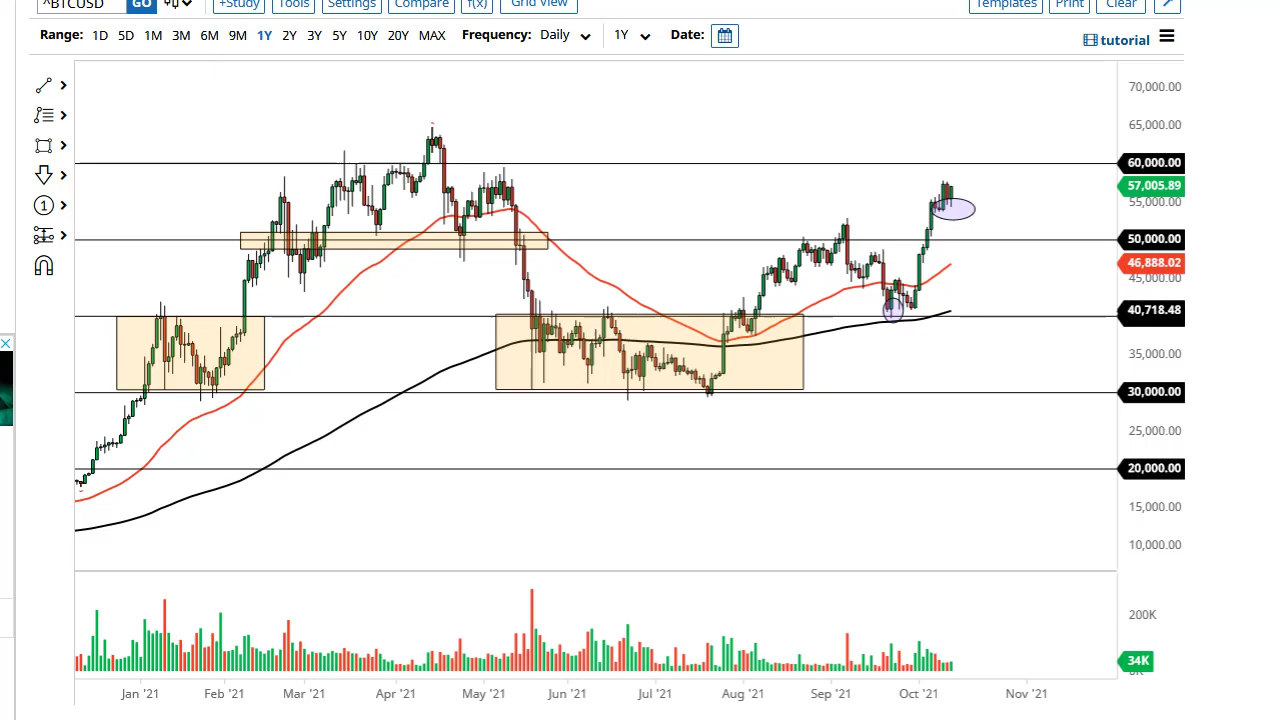 ^BTCUSD GO +Study Tools Settings Compare f(x) Grid View Templates Print Clear
Range: 1D 5D 1M 3M 6M 9M 1Y 2Y 3Y 5Y 10Y 20Y MAX Frequency: Daily 1Y Date: tutorial
70,000.00
65,000.00
60,000.00
57,005.89
55,000.00
50,000.00
46,888.02
45,000.00
40,718.48
35,000.00
30,000.00
25,000.00
20,000.00
15,000.00
10,000.00
1
200K
34K
0K
Jan '21 Feb '21 Mar '21 Apr '21 May '21 Jun '21 Jul '21 Aug '21 Sep '21 Oct '21 Nov '21